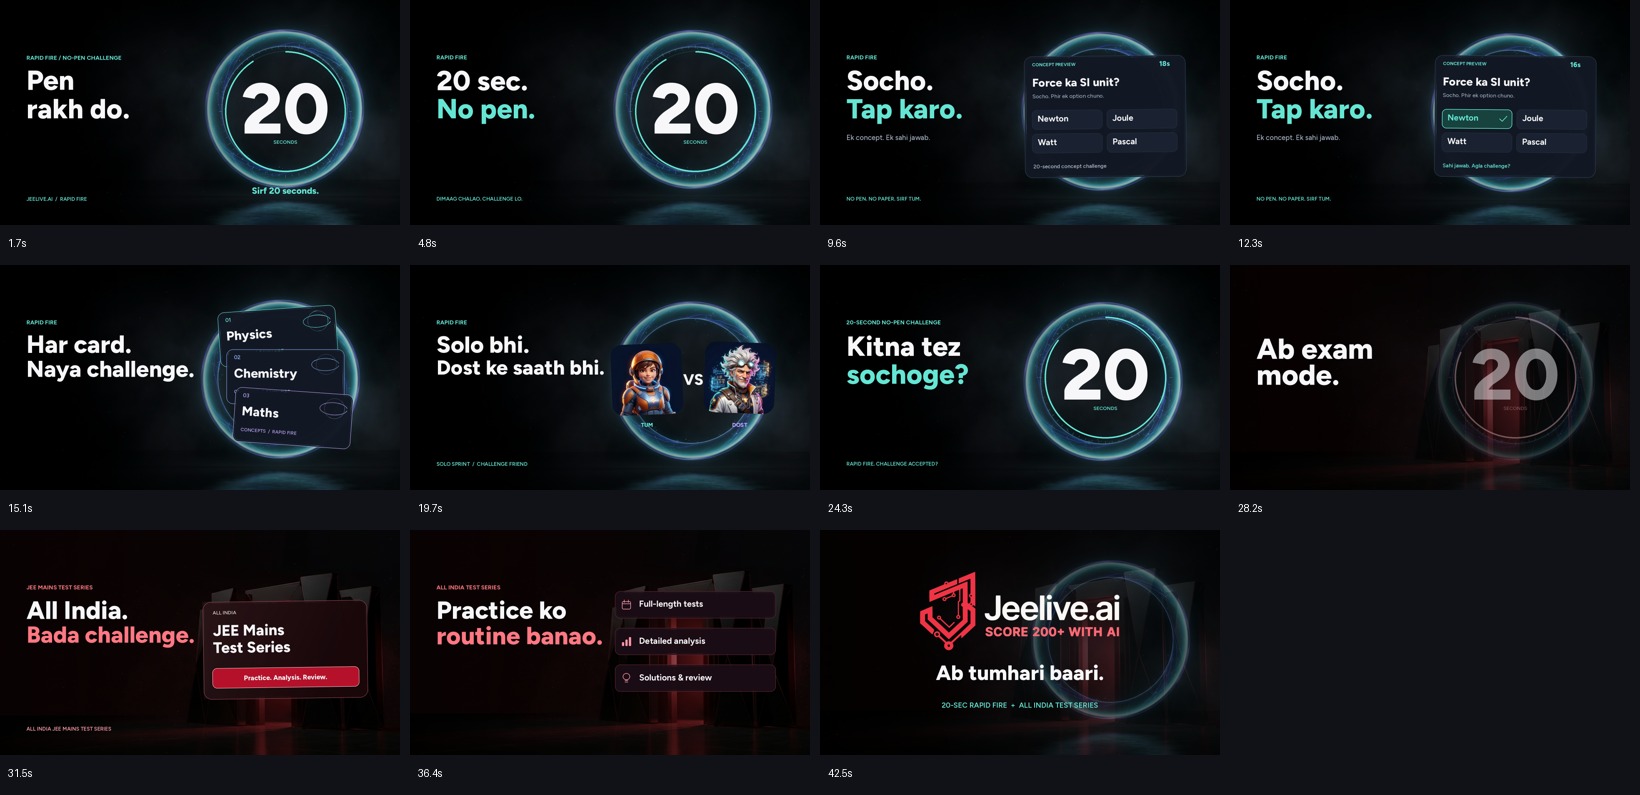 RAPID FIRE / NO-PEN CHALLENGE
Pen
rakh do.
20
SECONDS
Sirf 20 seconds.
JEELIVE.AI / RAPID FIRE
1.7s
RAPID FIRE
20 sec.
No pen.
20
SECONDS
DIMAAG CHALAO. CHALLENGE LO.
4.8s
RAPID FIRE
Socho.
Tap karo.
Ek concept. Ek sahi jawab.
CONCEPT PREVIEW
18s
Force ka SI unit?
Socho. Phir ek option chuno.
Newton
Joule
Watt
Pascal
20-second concept challenge
NO PEN. NO PAPER. SIRF TUM.
9.6s
RAPID FIRE
Socho.
Tap karo.
Ek concept. Ek sahi jawab.
CONCEPT PREVIEW
16s
Force ka SI unit?
Socho. Phir ek option chuno.
Newton
Joule
Watt
Pascal
Sahi jawab. Agla challenge?
NO PEN. NO PAPER. SIRF TUM.
12.3s
RAPID FIRE
Har card.
Naya challenge.
01
Physics
02
Chemistry
03
Maths
CONCEPTS / RAPID FIRE
15.1s
RAPID FIRE
Solo bhi.
Dost ke saath bhi.
VS
TUM
DOST
SOLO SPRINT / CHALLENGE FRIEND
19.7s
20-SECOND NO-PEN CHALLENGE
Kitna tez
sochoge?
20
SECONDS
RAPID FIRE. CHALLENGE ACCEPTED?
24.3s
Ab exam
mode.
20
SECONDS
28.2s
JEE MAINS TEST SERIES
All India.
Bada challenge.
ALL INDIA
JEE Mains
Test Series
Practice. Analysis. Review.
ALL INDIA JEE MAINS TEST SERIES
31.5s
ALL INDIA TEST SERIES
Practice ko
routine banao.
Full-length tests
Detailed analysis
Solutions & review
36.4s
Jeelive.ai
SCORE 200+ WITH AI
Ab tumhari baari.
20-SEC RAPID FIRE + ALL INDIA TEST SERIES
42.5s